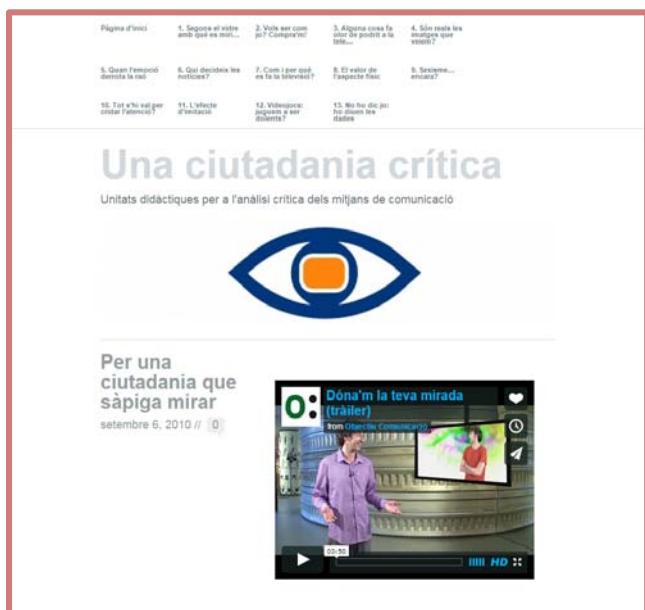 Pàgina d'inici
1. Segons el vidre
amb què es miri...
2. Vols ser com
jo? Compra'm!
3. Alguna cosa fa
olor de podrit a la
tele...
4. Són reals les
imatges que
veiem?
5. Quan l'emoció
derrota la raó
6. Qui decideix les
notícies?
7. Com i per què
es fa la televisió?
8. El valor de
l'aspecte físic
9. Sexisme...
encara?
10. Tot s'hi val per
cridar l'atenció?
11. L'efecte
d'imitació
12. Videojocs:
juguem a ser
dolents?
13. No ho dic jo:
ho diuen les
dades
Una ciutadania crítica
Unitats didàctiques per a l'anàlisi crítica dels mitjans de comunicació
Per una
ciutadania que
sàpiga mirar
setembre 6, 2010 // 0
O:
Dóna'm la teva mirada
(tràiler)
from Objectiu Comunicació
03:50
HD